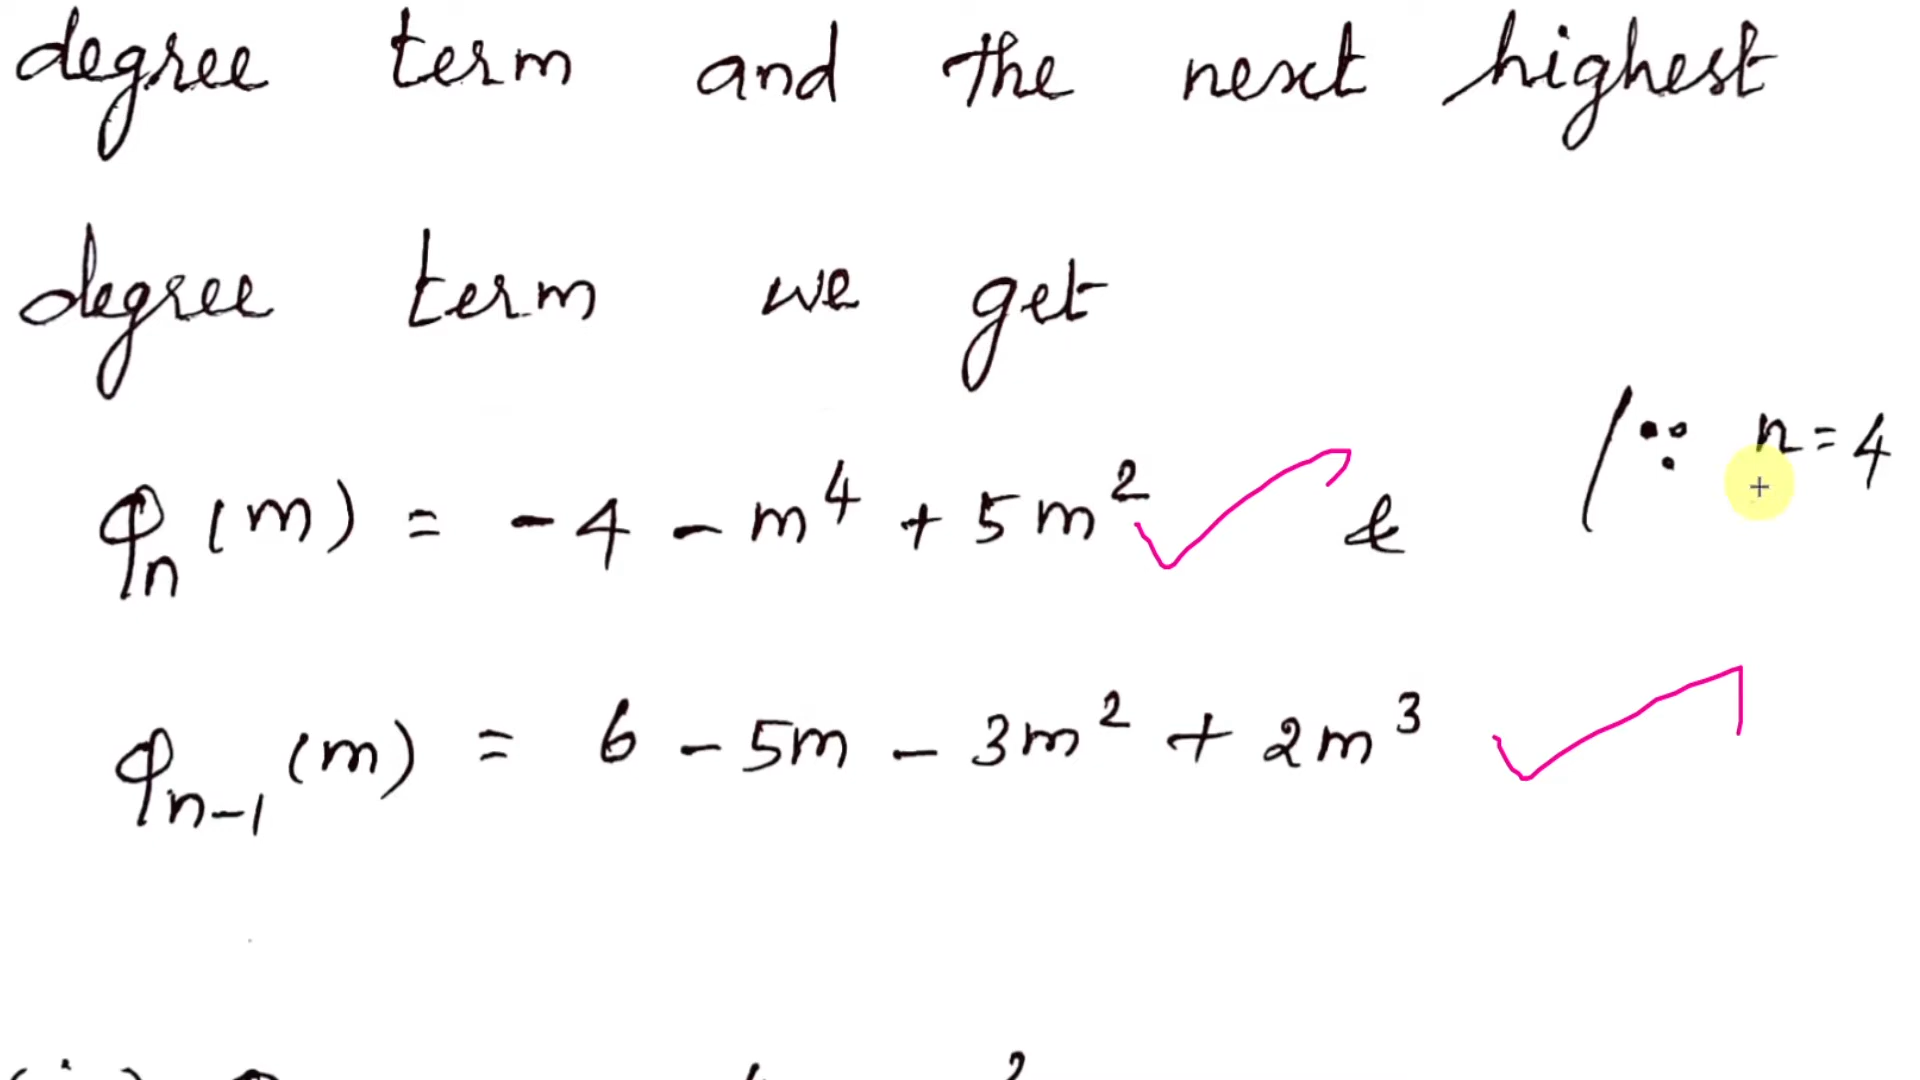 degree term and the next highest
degree term we get
φₙ(m) = -4 - m⁴ + 5m² & (∵ n=4
φₙ₋₁(m) = 6 - 5m - 3m² + 2m³